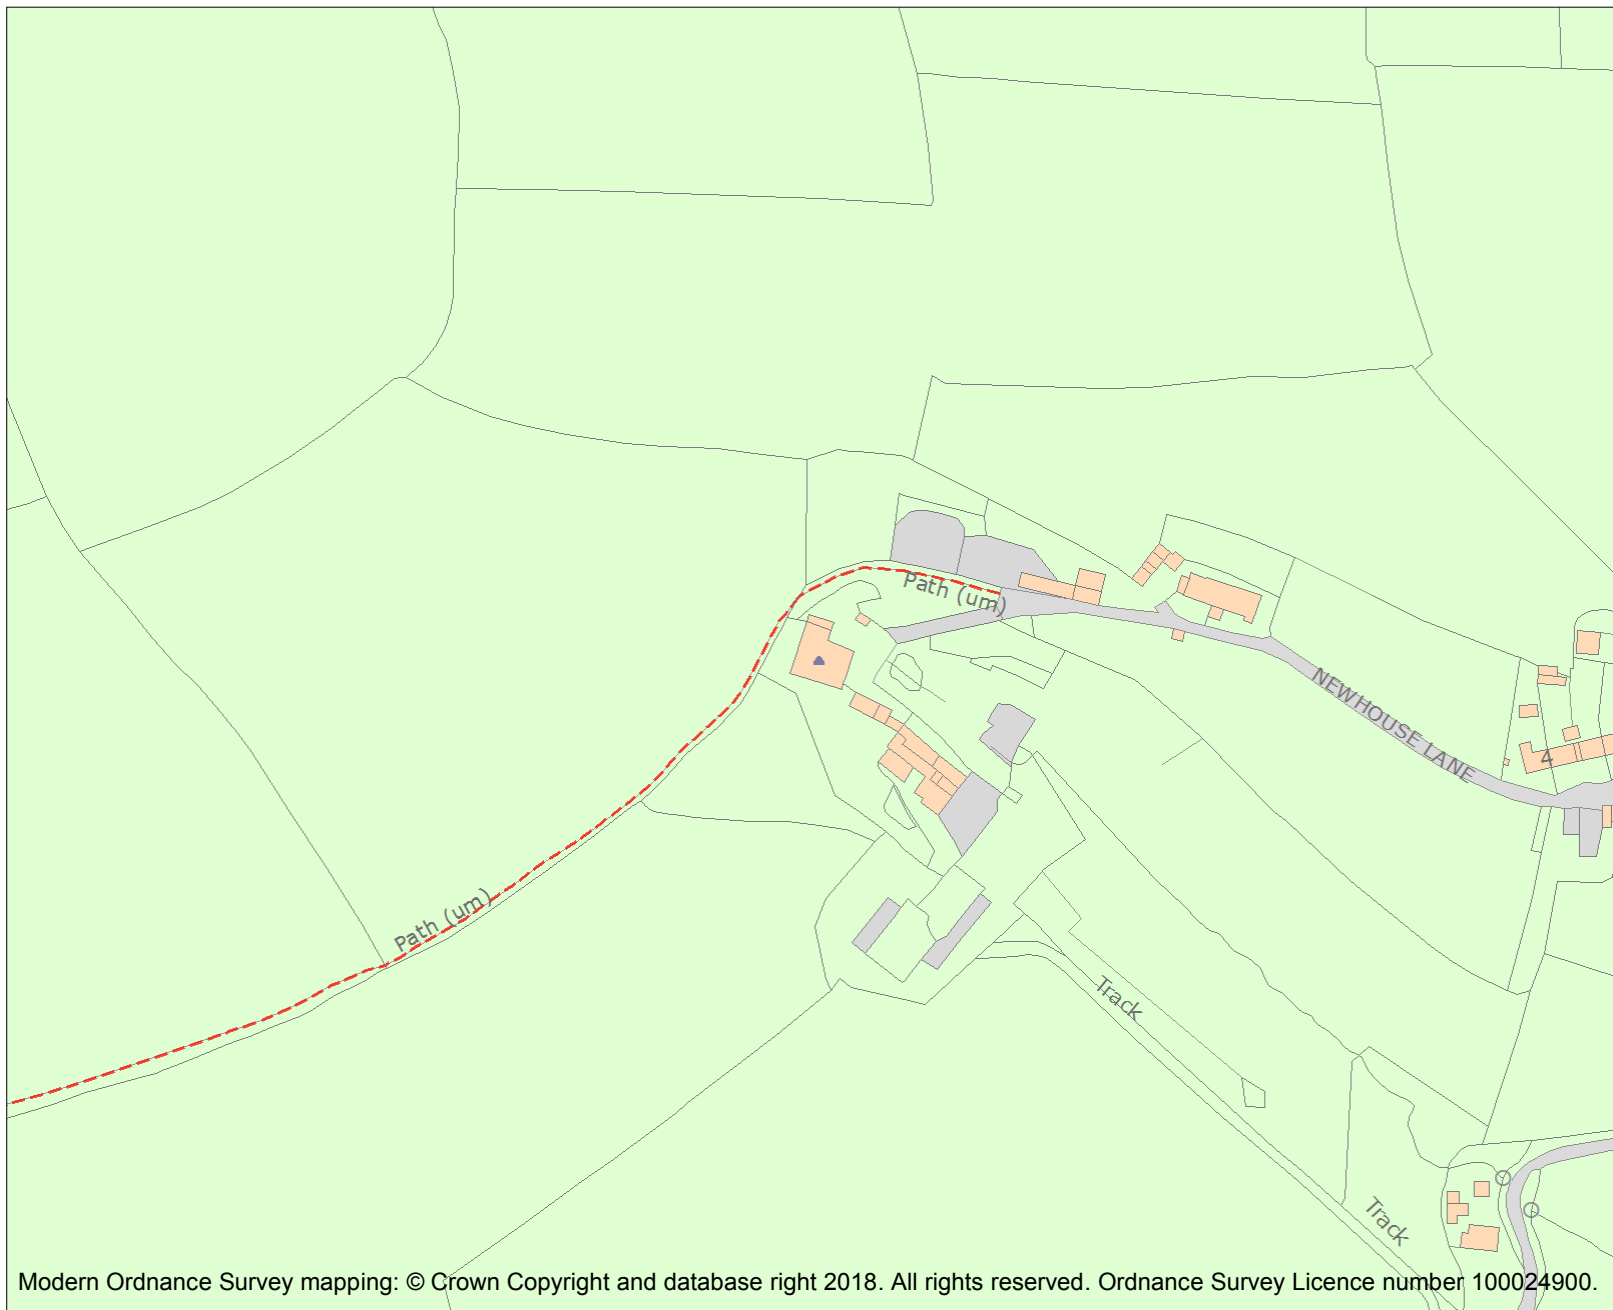 Path (um)
NEWHOUSE LANE
4
Path (um)
Track
Track
Modern Ordnance Survey mapping: © Crown Copyright and database right 2018. All rights reserved. Ordnance Survey Licence number 100024900.